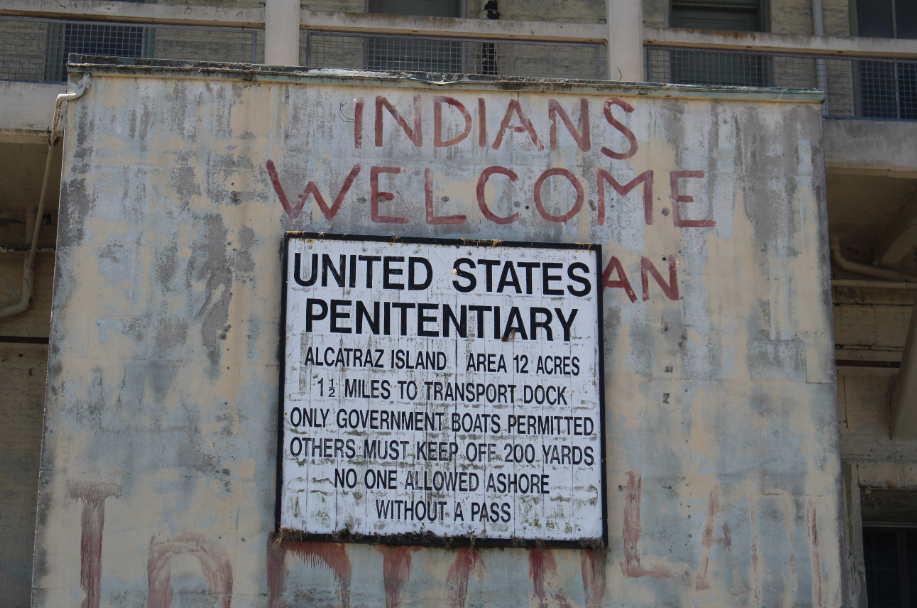 INDIANS
WELCOME
AN
UNITED STATES
PENITENTIARY
ALCATRAZ ISLAND AREA 12 ACRES
1½ MILES TO TRANSPORT DOCK
ONLY GOVERNMENT BOATS PERMITTED
OTHERS MUST KEEP OFF 200 YARDS
NO ONE ALLOWED ASHORE
WITHOUT A PASS